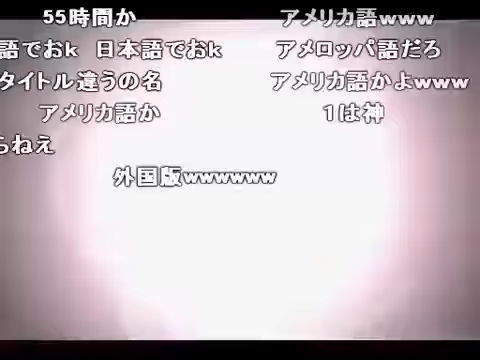 55時間か
アメリカ語www
語でおk 日本語でおk
アメロッパ語だろ
タイトル違うの名
アメリカ語かよwww
アメリカ語か
1は神
らねえ
外国版wwwwww